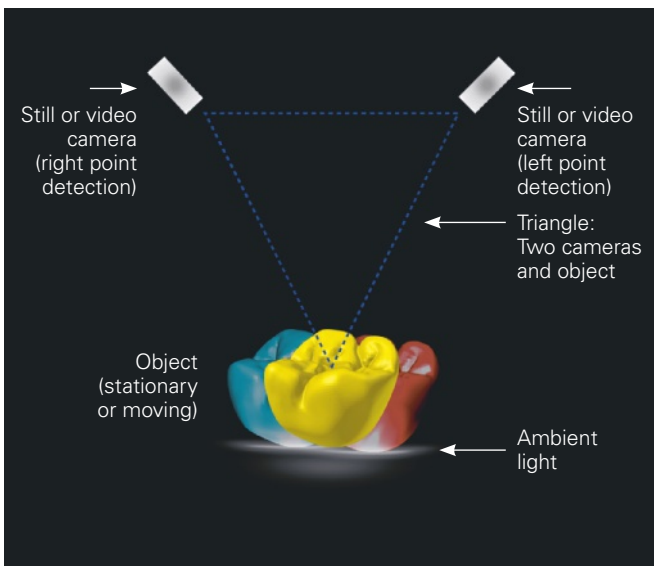 Still or video
camera
(right point
detection)
Still or video
camera
(left point
detection)
Triangle:
Two cameras
and object
Object
(stationary
or moving)
Ambient
light